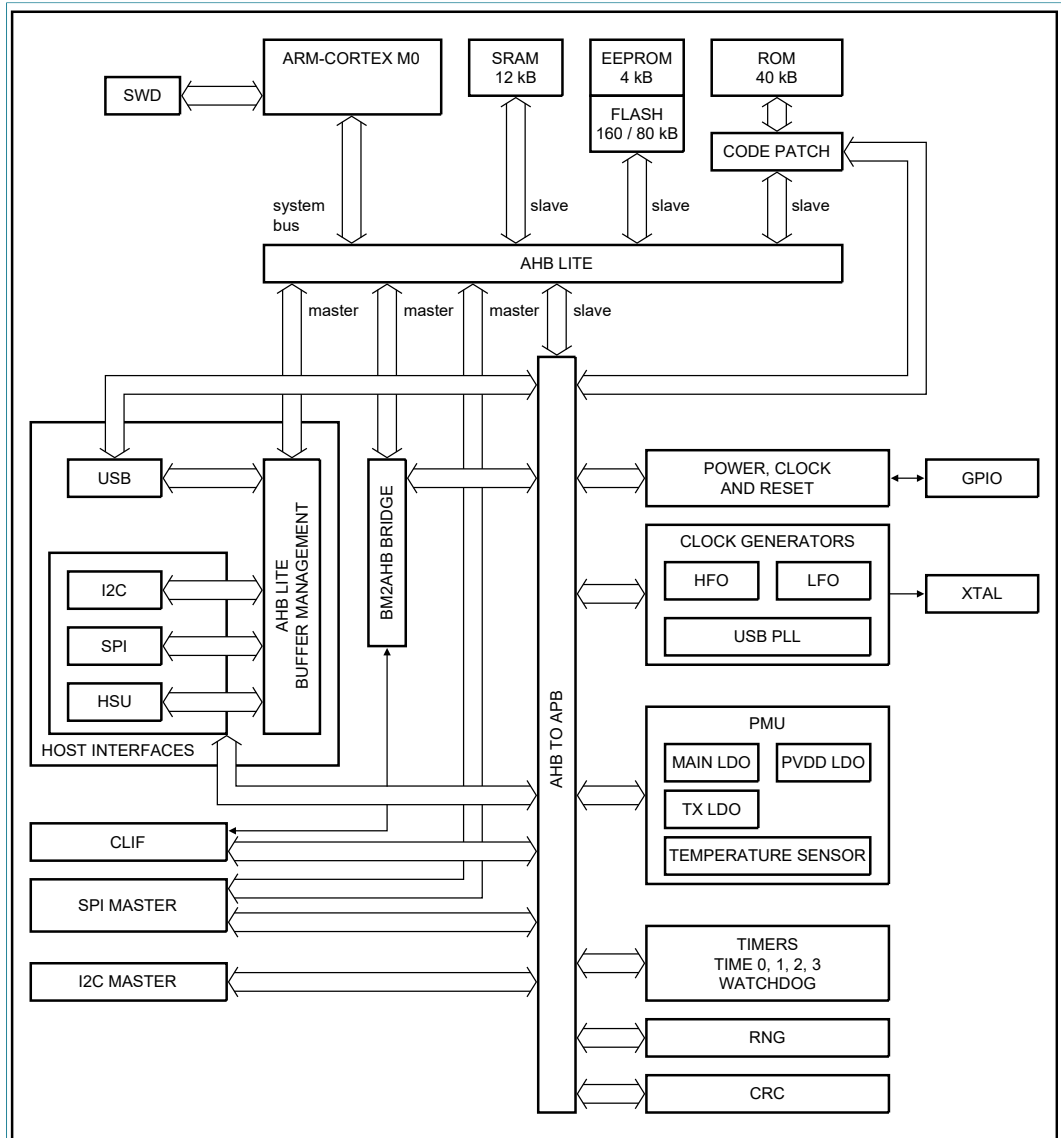 ARM-CORTEX M0
SRAM
12 kB
EEPROM
4 kB
ROM
40 kB
SWD
FLASH
160 / 80 kB
CODE PATCH
system
bus
slave
slave
slave
AHB LITE
master
master
master
slave
USB
I2C
SPI
HSU
AHB LITE
BUFFER MANAGEMENT
HOST INTERFACES
BM2AHB BRIDGE
AHB TO APB
POWER, CLOCK
AND RESET
GPIO
CLOCK GENERATORS
HFO
LFO
USB PLL
XTAL
PMU
MAIN LDO
PVDD LDO
TX LDO
TEMPERATURE SENSOR
CLIF
SPI MASTER
I2C MASTER
TIMERS
TIME 0, 1, 2, 3
WATCHDOG
RNG
CRC